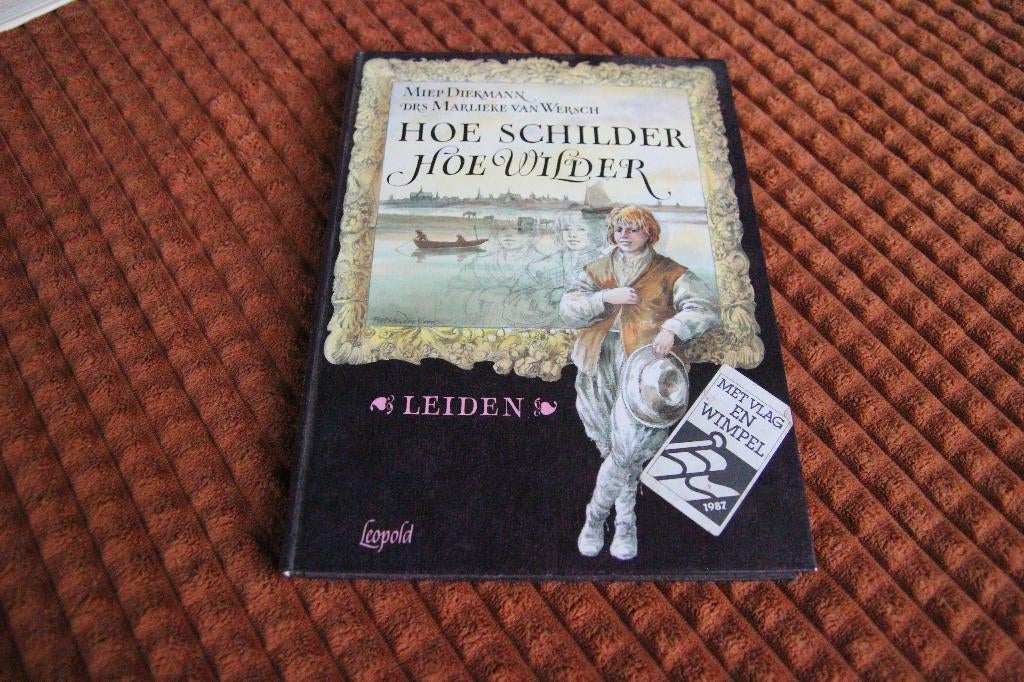 MIEP DIEKMANN
DRS MARLIEKE VAN WERSCH
HOE SCHILDER
HOE WILDER
LEIDEN
MET VLAG
EN
WIMPEL
1987
Leopold